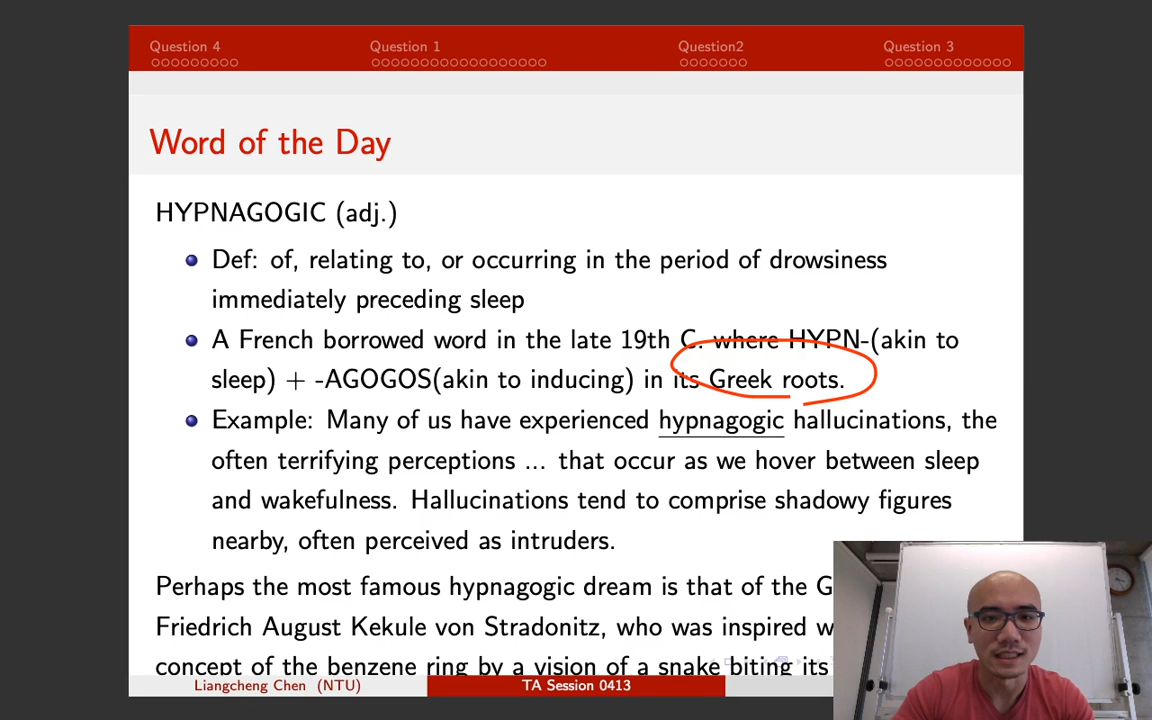 Question 4 Question 1 Question2 Question 3
Word of the Day
HYPNAGOGIC (adj.)
Def: of, relating to, or occurring in the period of drowsiness
immediately preceding sleep
A French borrowed word in the late 19th C. where HYPN-(akin to
sleep) + -AGOGOS(akin to inducing) in its Greek roots.
Example: Many of us have experienced hypnagogic hallucinations, the
often terrifying perceptions ... that occur as we hover between sleep
and wakefulness. Hallucinations tend to comprise shadowy figures
nearby, often perceived as intruders.
Perhaps the most famous hypnagogic dream is that of the G
Friedrich August Kekule von Stradonitz, who was inspired w
concept of the benzene ring by a vision of a snake biting its
Liangcheng Chen (NTU) TA Session 0413